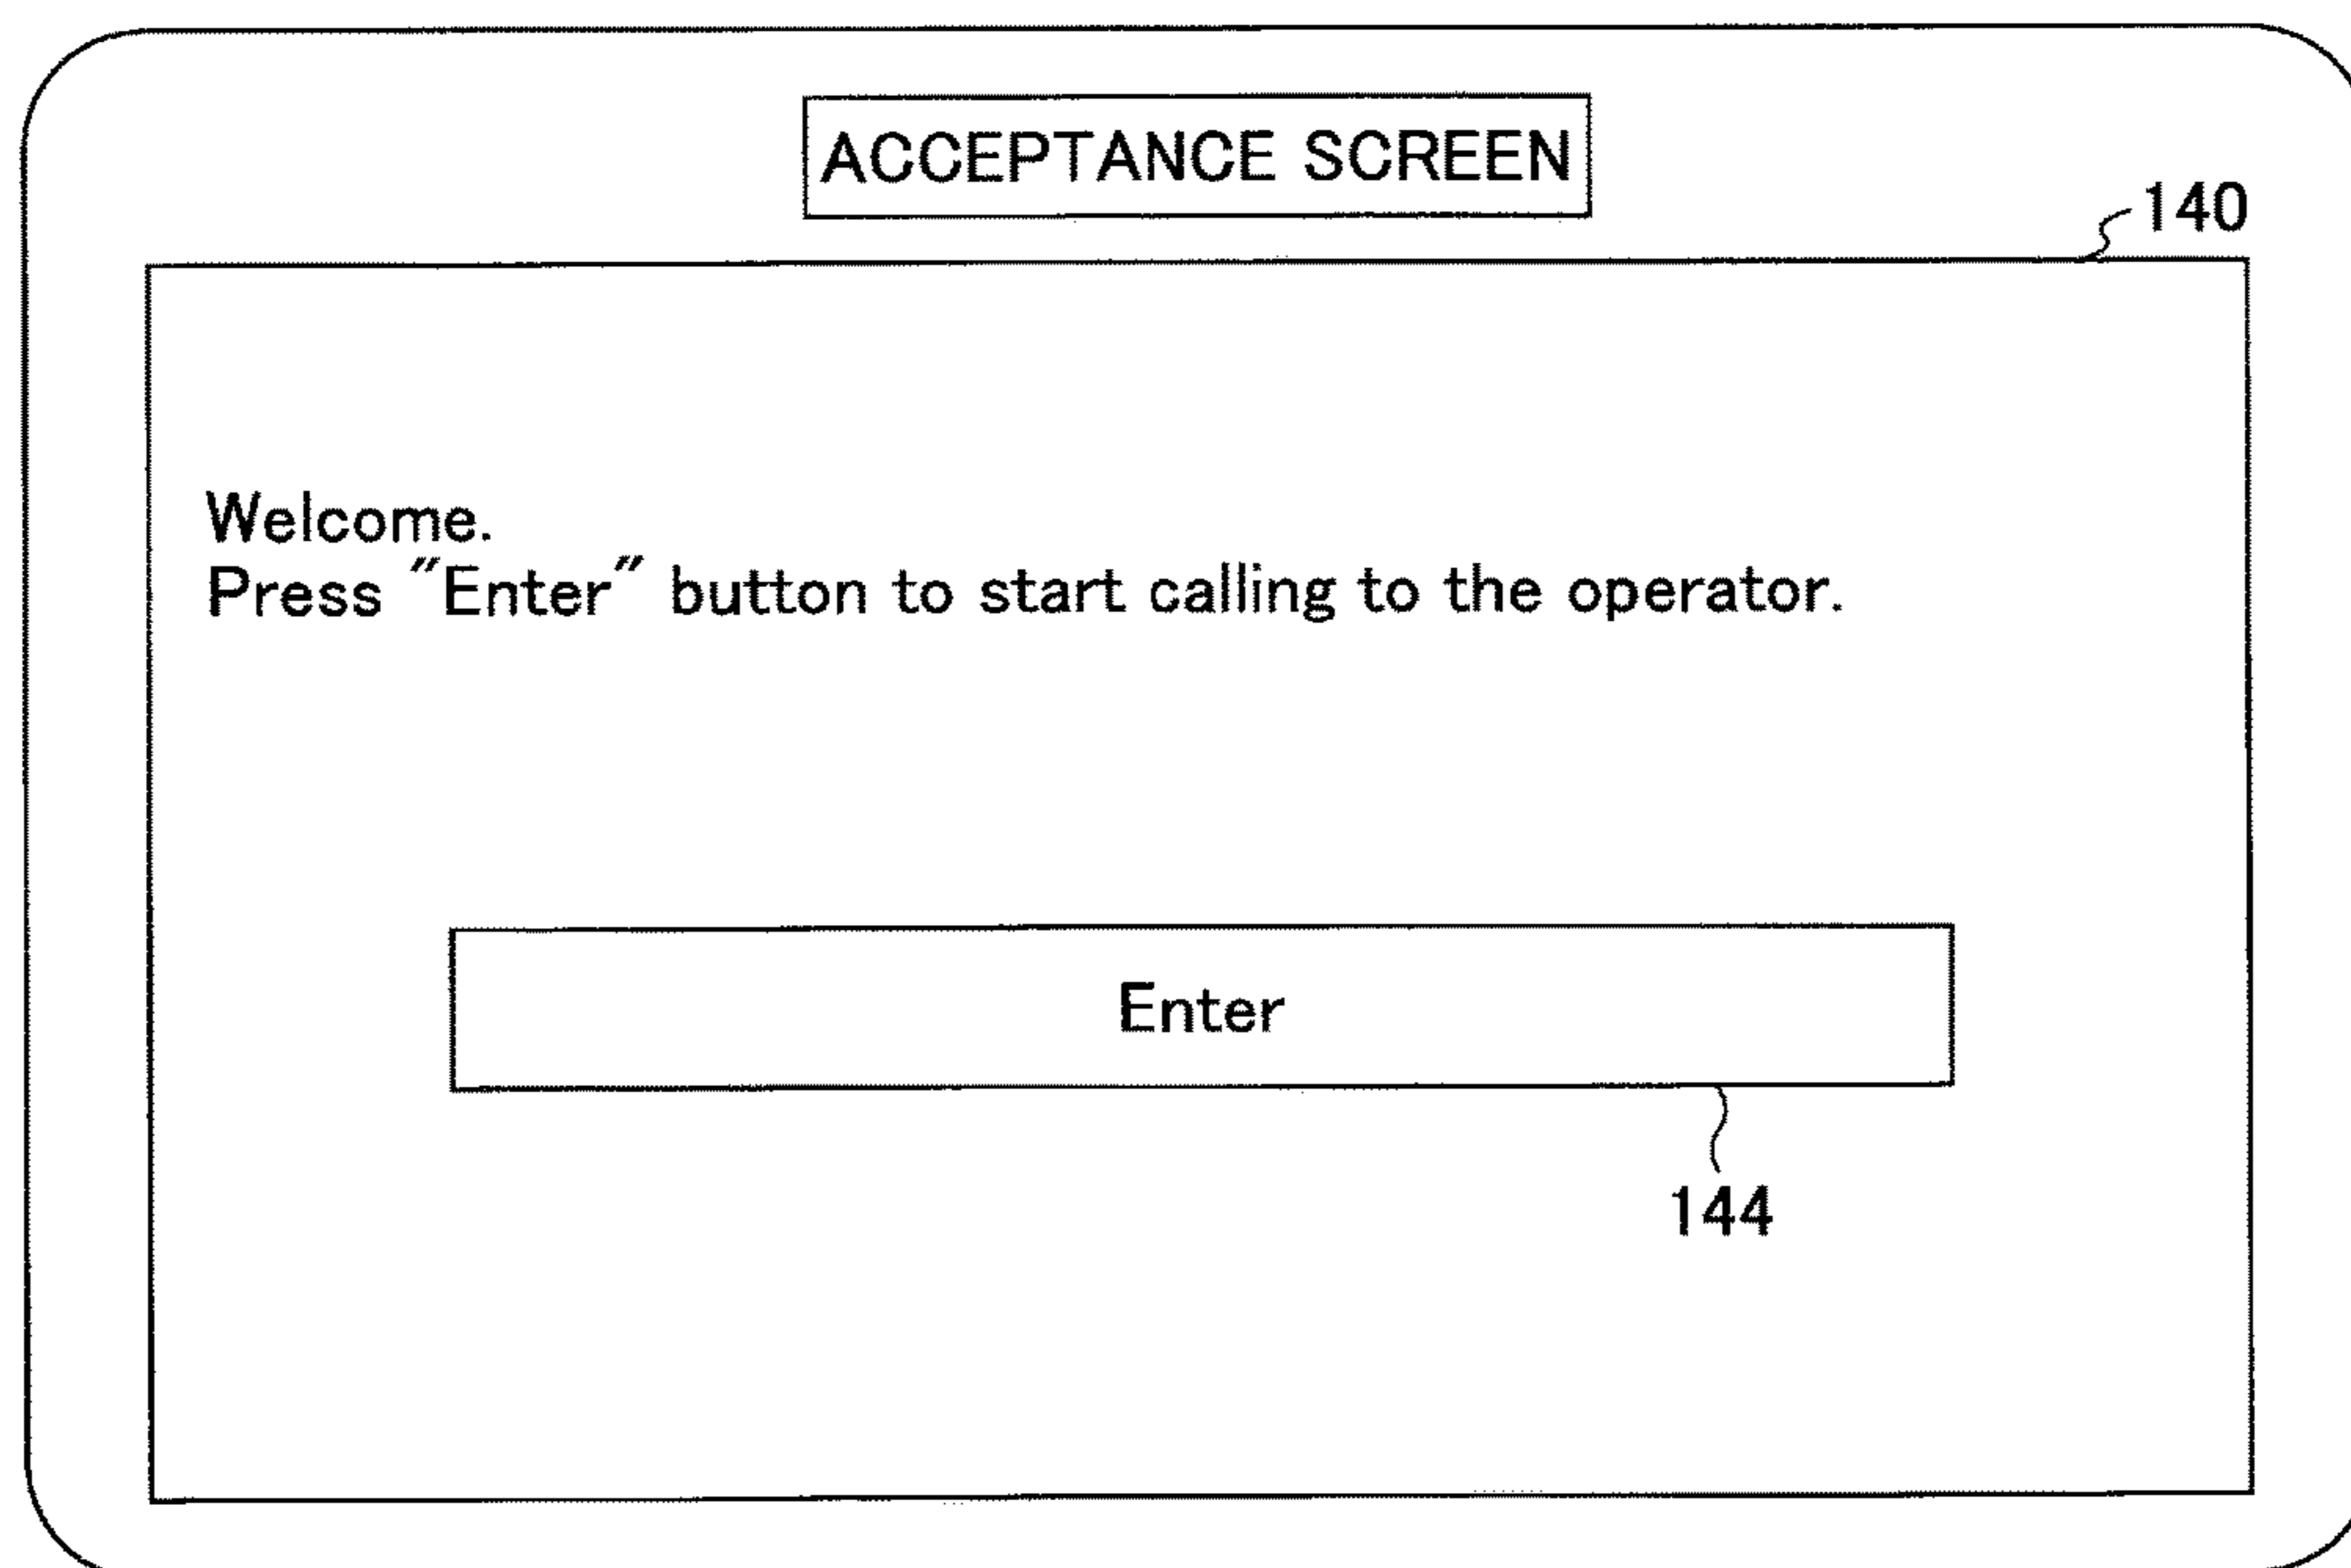 ACCEPTANCE SCREEN
140
Welcome.
Press "Enter" button to start calling to the operator.
Enter
144